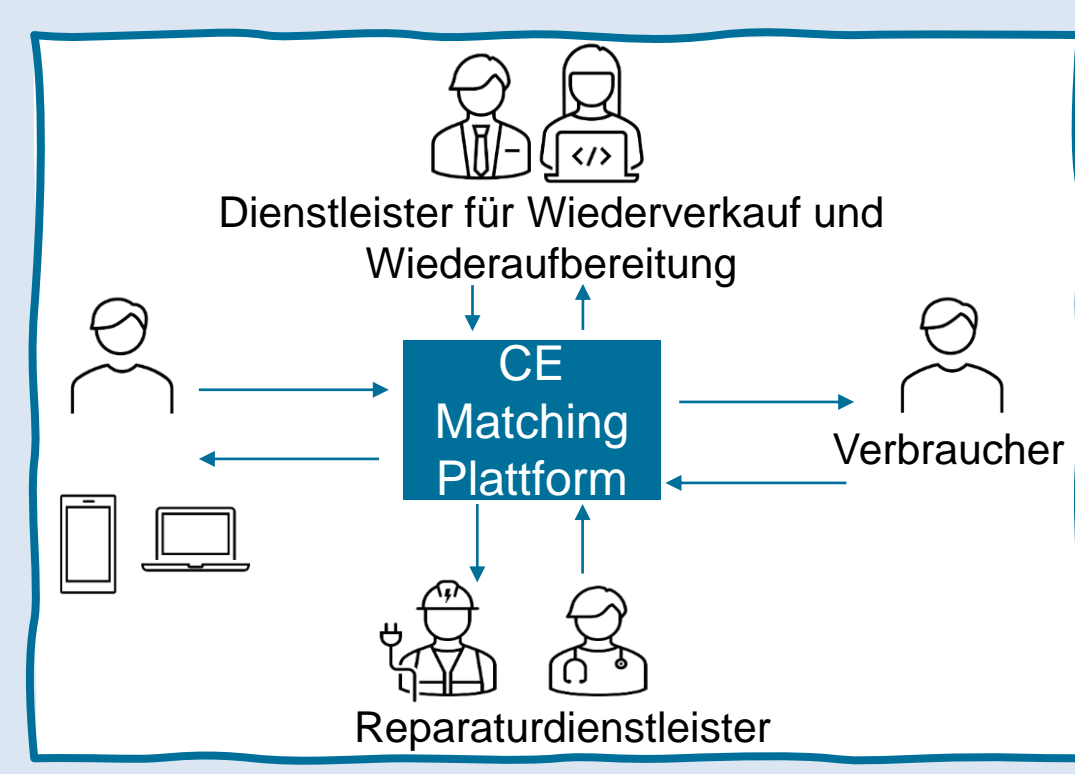 </>
Dienstleister für Wiederverkauf und
Wiederaufbereitung
CE
Matching
Plattform
Verbraucher
Reparaturdienstleister